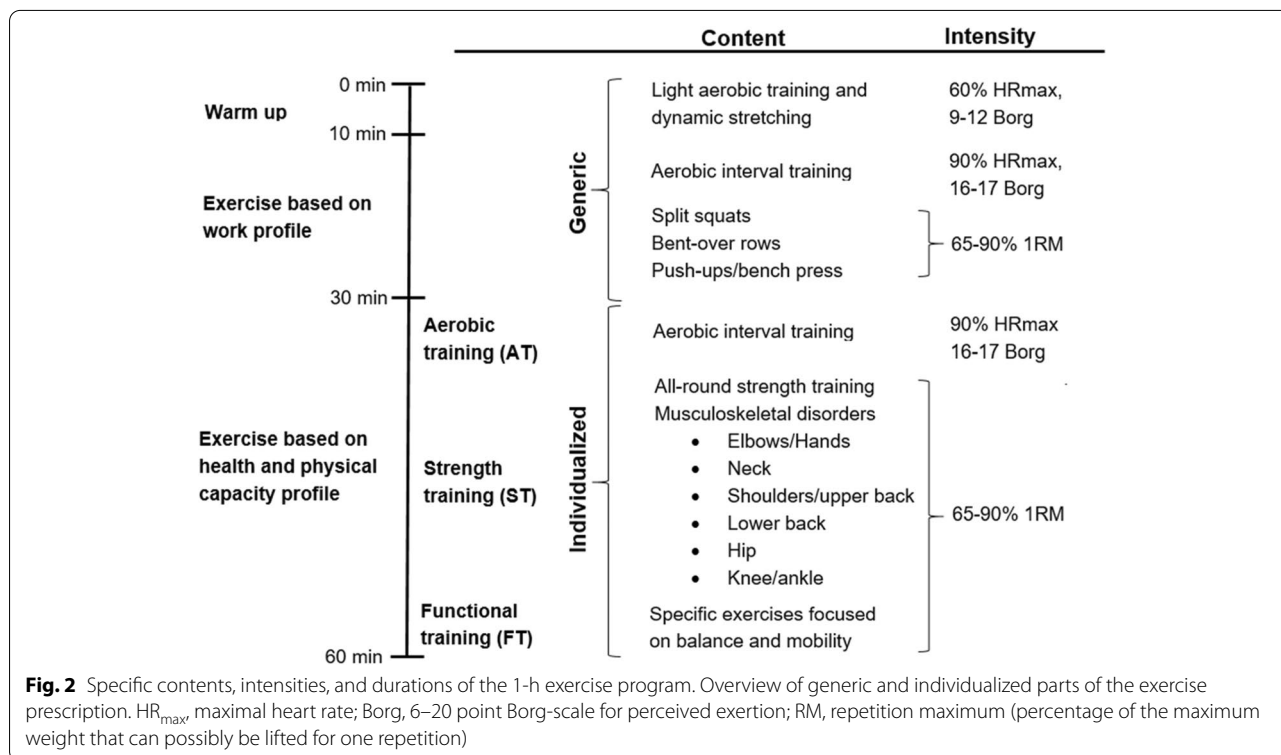 Content Intensity
0 min
Warm up
10 min
Exercise based on
work profile
30 min
Aerobic
training (AT)
Exercise based on
health and physical
capacity profile
Strength
training (ST)
Functional
training (FT)
60 min
Generic
Light aerobic training and
dynamic stretching
60% HRmax,
9-12 Borg
Aerobic interval training
90% HRmax,
16-17 Borg
Split squats
Bent-over rows
Push-ups/bench press
65-90% 1RM
Individualized
Aerobic interval training
90% HRmax
16-17 Borg
All-round strength training
Musculoskeletal disorders
• Elbows/Hands
• Neck
• Shoulders/upper back
• Lower back
• Hip
• Knee/ankle
65-90% 1RM
Specific exercises focused
on balance and mobility
Fig. 2 Specific contents, intensities, and durations of the 1-h exercise program. Overview of generic and individualized parts of the exercise
prescription. HRmax, maximal heart rate; Borg, 6–20 point Borg-scale for perceived exertion; RM, repetition maximum (percentage of the maximum
weight that can possibly be lifted for one repetition)